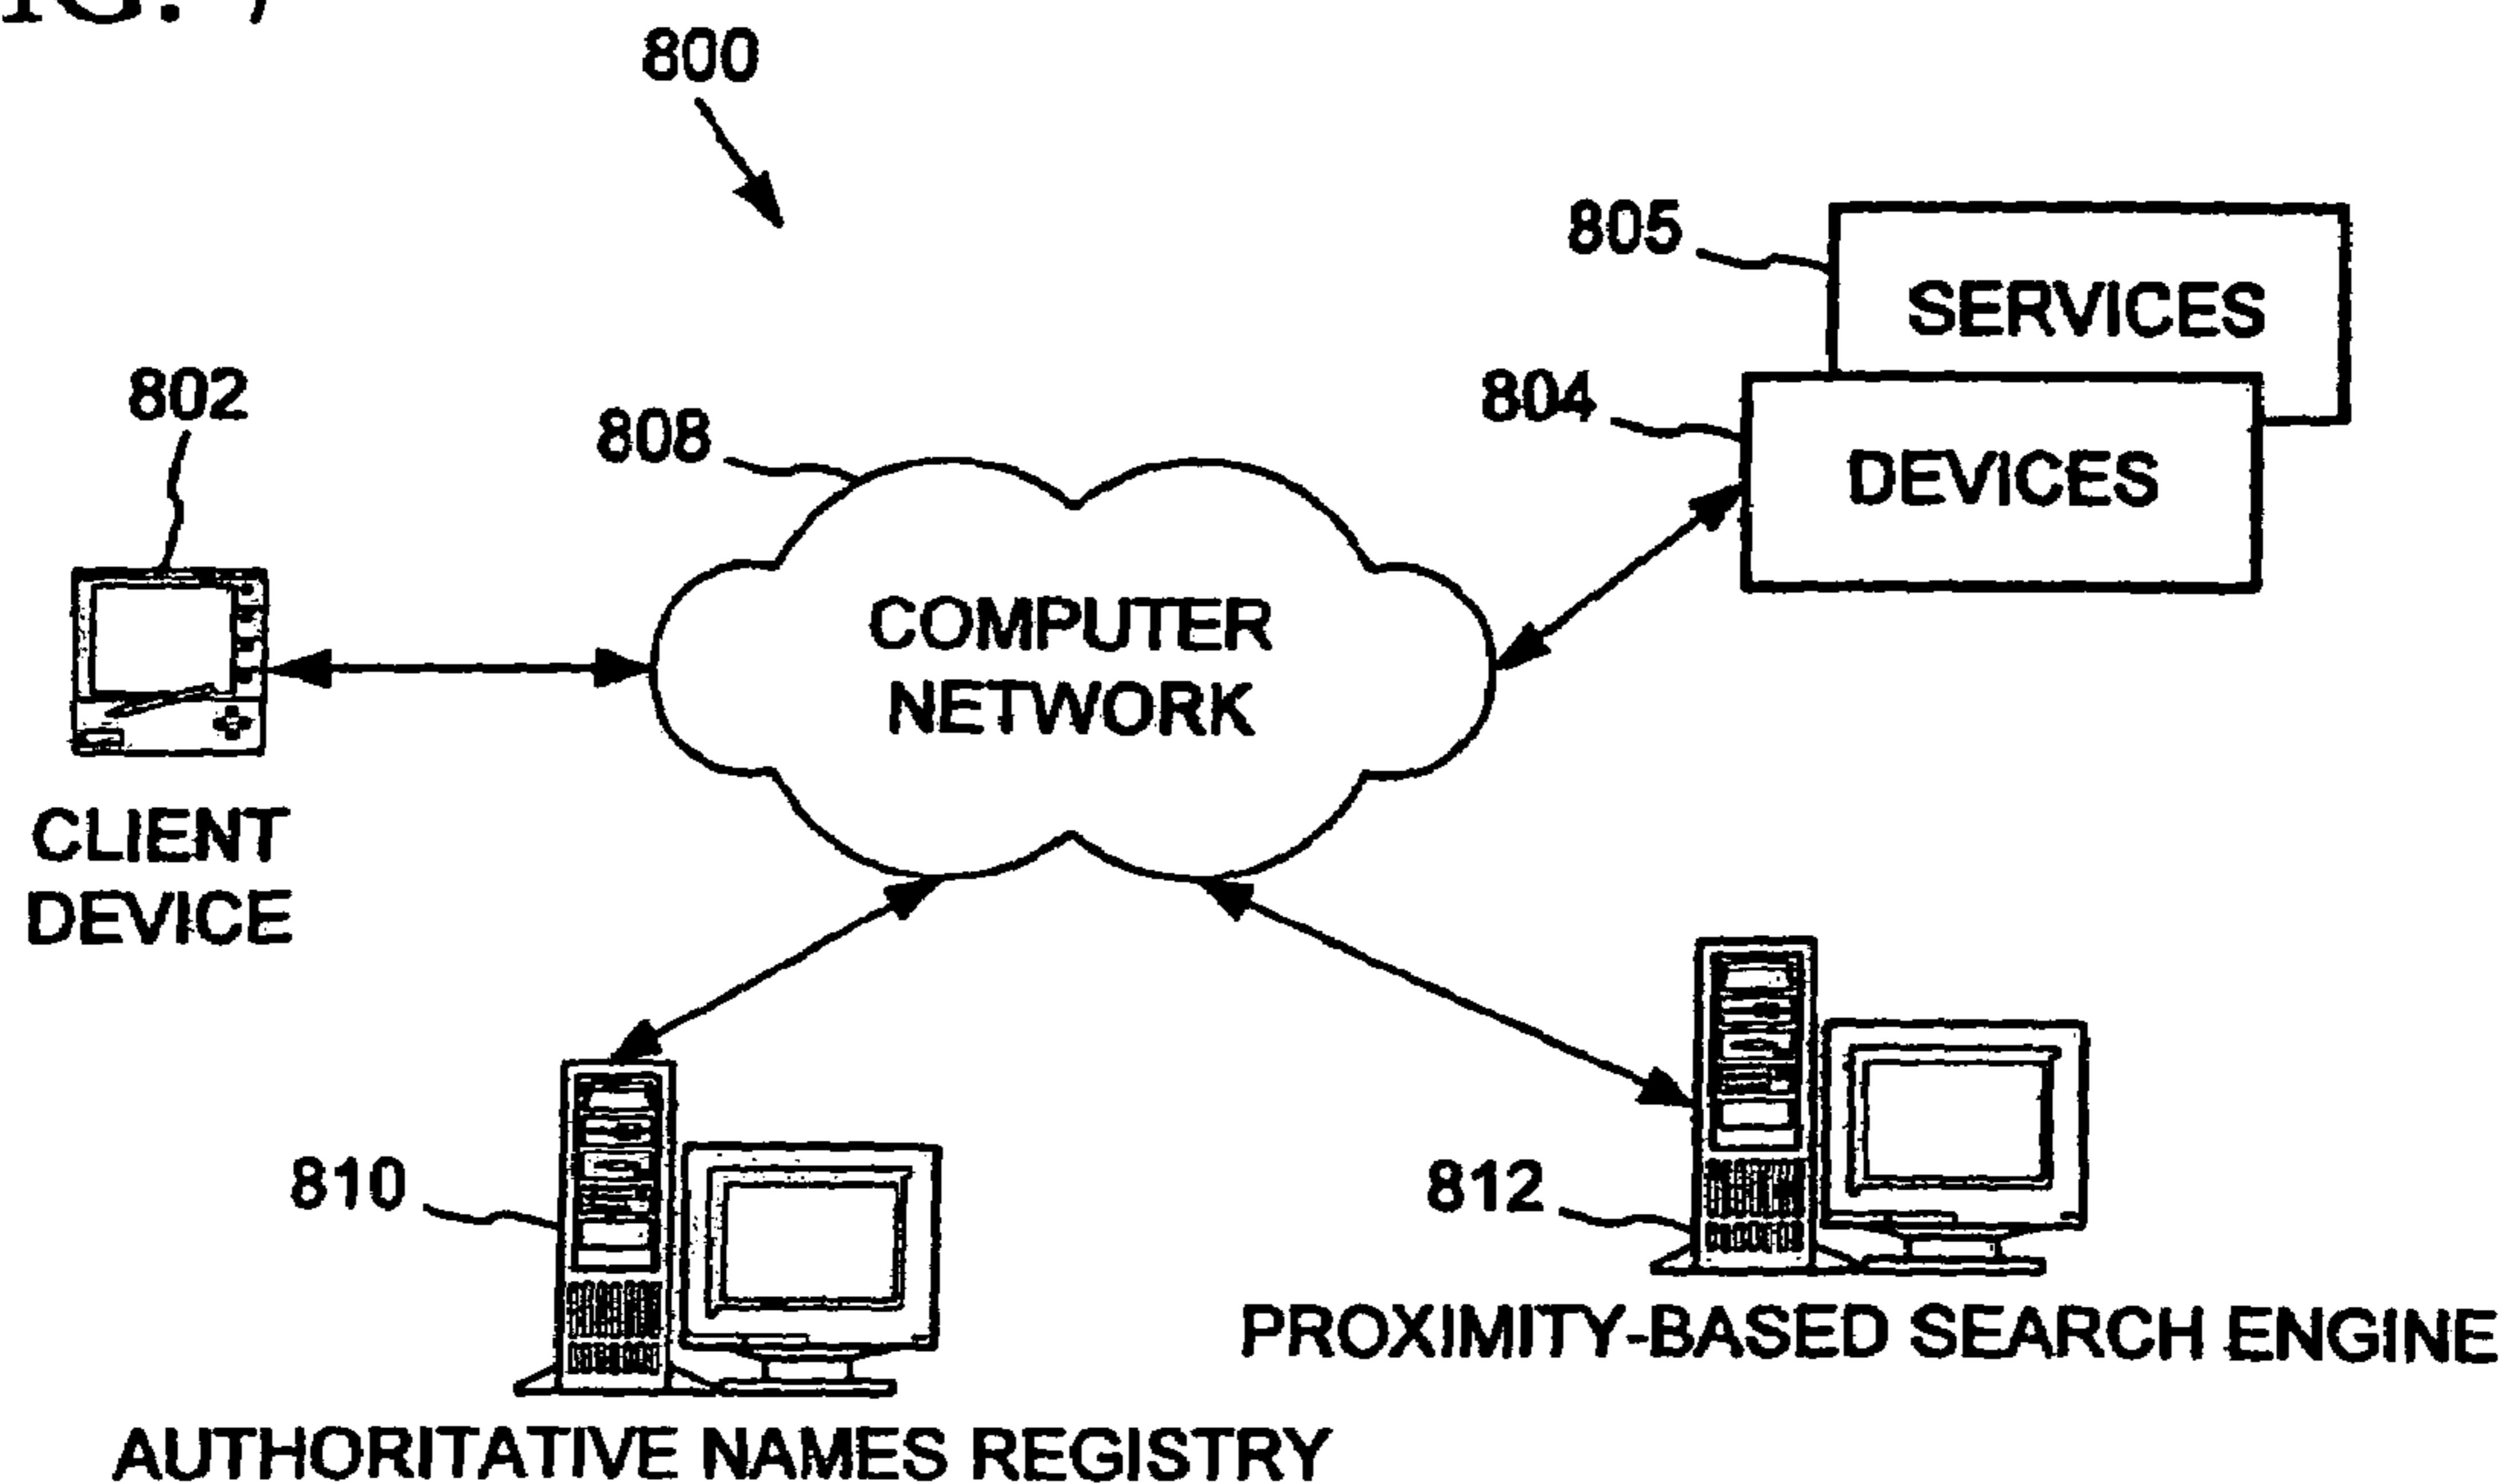 800
805
SERVICES
802
804
808
DEVICES
COMPUTER
NETWORK
CLIENT
DEVICE
810
812
PROXIMITY-BASED SEARCH ENGINE
AUTHORITATIVE NAMES REGISTRY